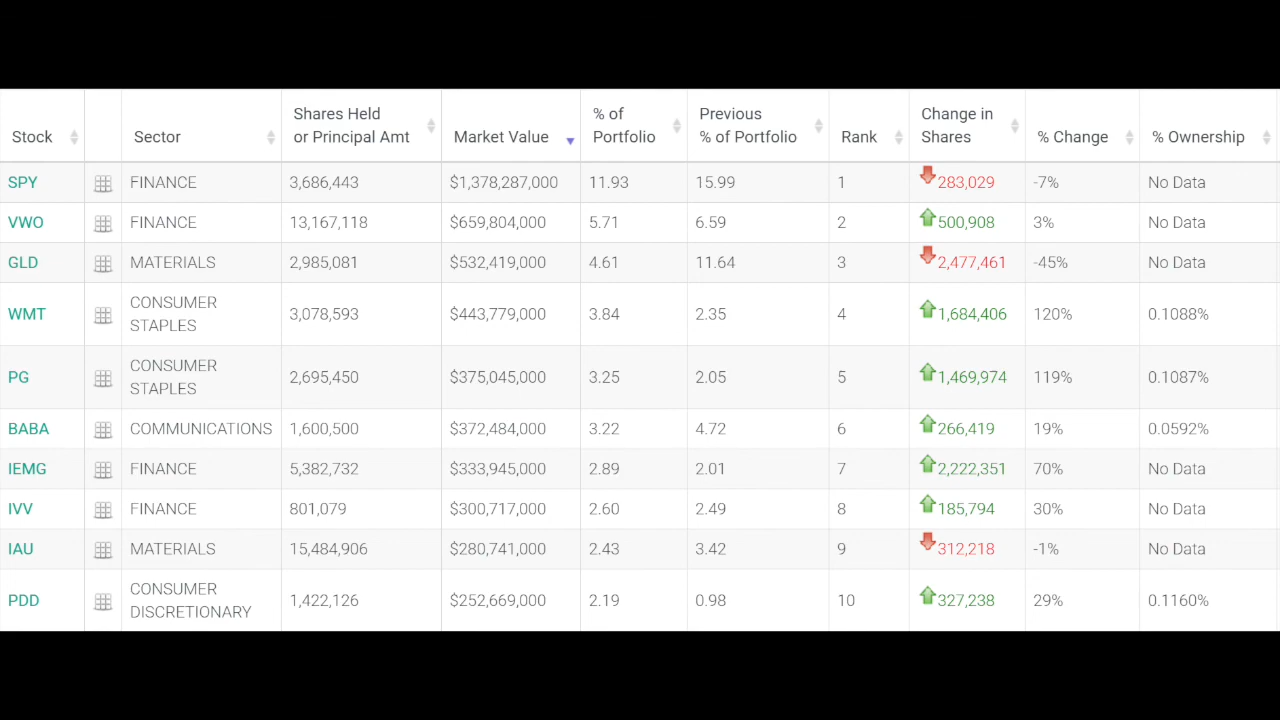 Stock Sector Shares Held or Principal Amt Market Value % of Portfolio Previous % of Portfolio Rank Change in Shares % Change % Ownership
SPY FINANCE 3,686,443 $1,378,287,000 11.93 15.99 1 283,029 -7% No Data
VWO FINANCE 13,167,118 $659,804,000 5.71 6.59 2 500,908 3% No Data
GLD MATERIALS 2,985,081 $532,419,000 4.61 11.64 3 2,477,461 -45% No Data
WMT CONSUMER STAPLES 3,078,593 $443,779,000 3.84 2.35 4 1,684,406 120% 0.1088%
PG CONSUMER STAPLES 2,695,450 $375,045,000 3.25 2.05 5 1,469,974 119% 0.1087%
BABA COMMUNICATIONS 1,600,500 $372,484,000 3.22 4.72 6 266,419 19% 0.0592%
IEMG FINANCE 5,382,732 $333,945,000 2.89 2.01 7 2,222,351 70% No Data
IVV FINANCE 801,079 $300,717,000 2.60 2.49 8 185,794 30% No Data
IAU MATERIALS 15,484,906 $280,741,000 2.43 3.42 9 312,218 -1% No Data
PDD CONSUMER DISCRETIONARY 1,422,126 $252,669,000 2.19 0.98 10 327,238 29% 0.1160%